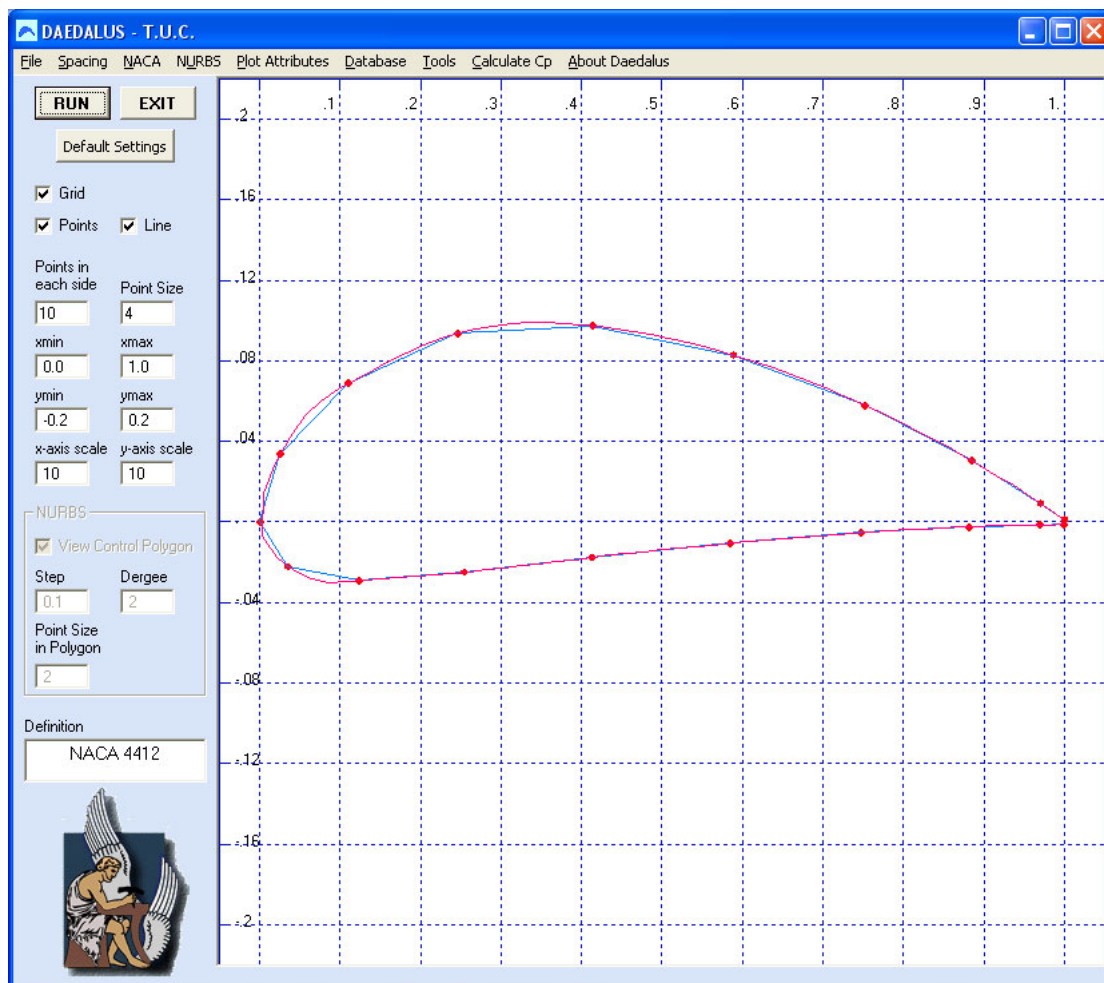 DAEDALUS - T.U.C.
File Spacing NACA NURBS Plot Attributes Database Tools Calculate Cp About Daedalus
RUN EXIT
Default Settings
Grid
Points Line
Points in
each side Point Size
10 4
xmin xmax
0.0 1.0
ymin ymax
-0.2 0.2
x-axis scale y-axis scale
10 10
NURBS
View Control Polygon
Step Dergee
0.1 2
Point Size
in Polygon
2
Definition
NACA 4412
.1 .2 .3 .4 .5 .6 .7 .8 .9 1.
.2
.16
.12
.08
.04
-.04
-.08
-.12
-.16
-.2